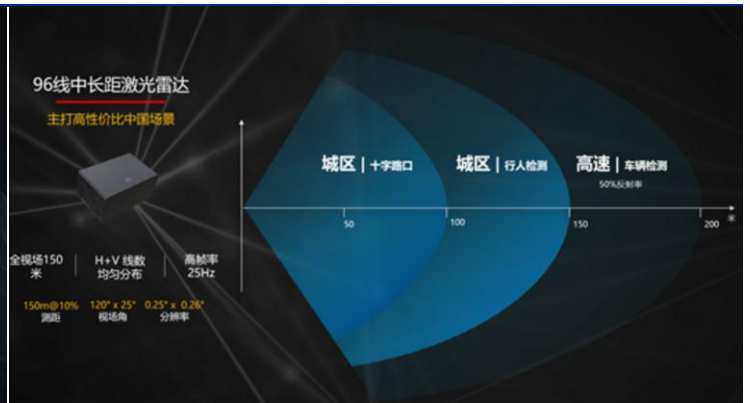 96线中长距激光雷达
主打高性价比中国场景
城区 | 十字路口
城区 | 行人检测
高速 | 车辆检测
50%反射率
50
100
150
200
米
全视场150
米
H+V 线数
均匀分布
高帧率
25Hz
150m@10%
测距
120° x 25°
视场角
0.25° x 0.26°
分辨率